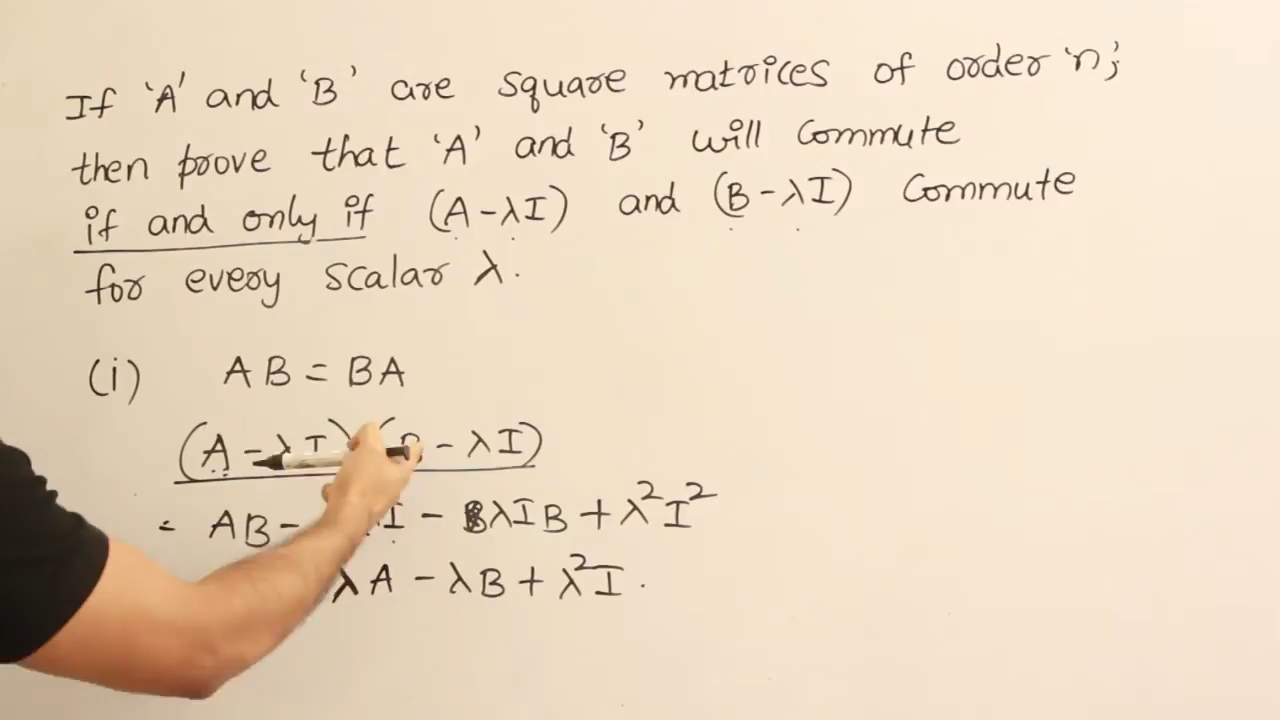 If 'A' and 'B' are square matrices of order 'n';
then prove that 'A' and 'B' will commute
if and only if (A-λI) and (B-λI) commute
for every scalar λ.
(i) AB = BA
(A-λI) (B-λI)
= AB- I - λIB + λ²I²
λA - λB + λ²I.